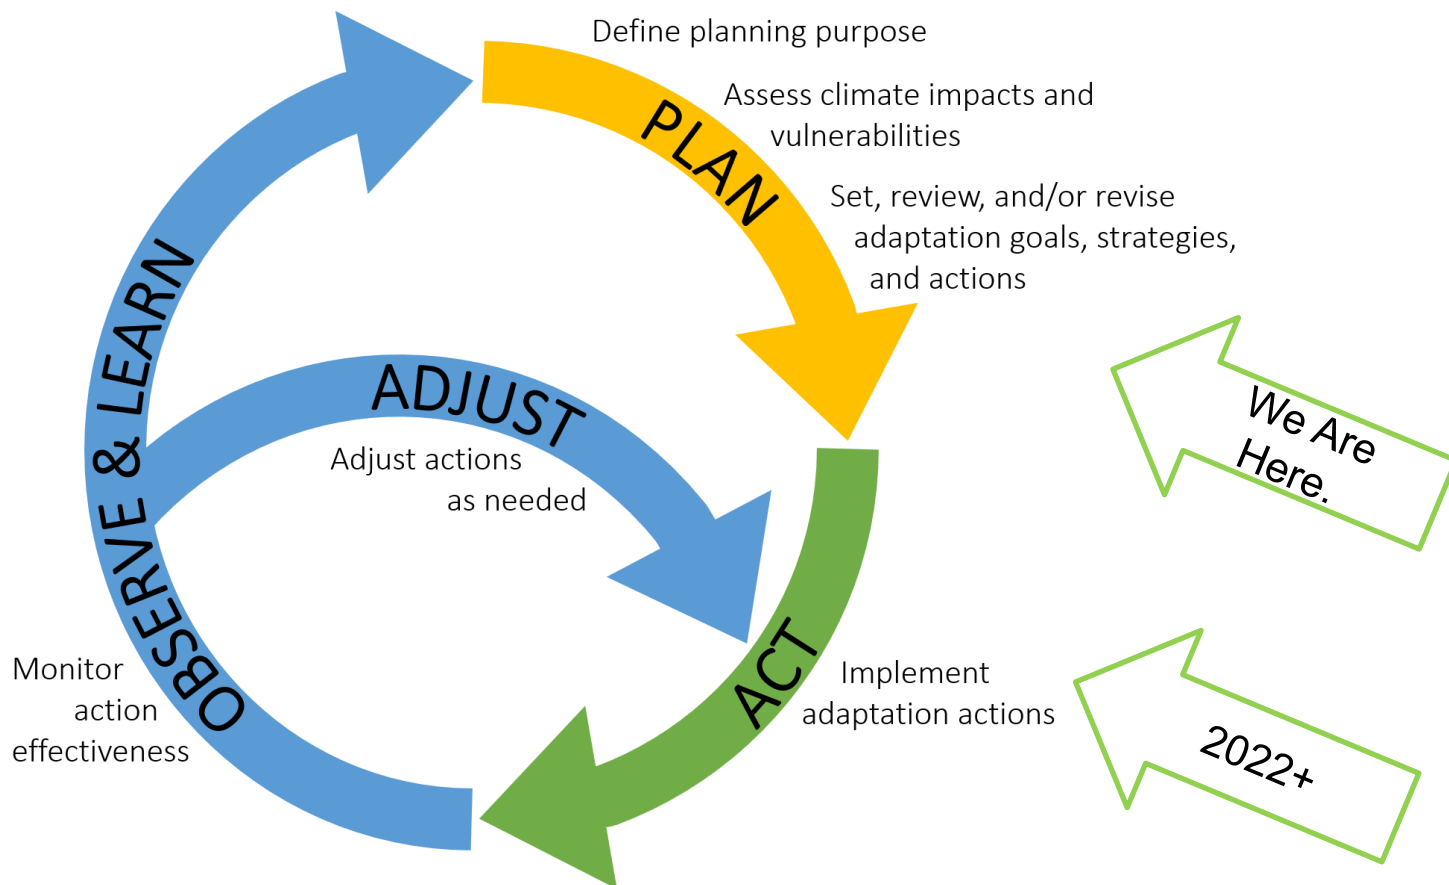 Define planning purpose
PLAN
Assess climate impacts and
vulnerabilities
Set, review, and/or revise
adaptation goals, strategies,
and actions
We Are
Here.
OBSERVE & LEARN
ADJUST
Adjust actions
as needed
ACT
Implement
adaptation actions
2022+
Monitor
action
effectiveness